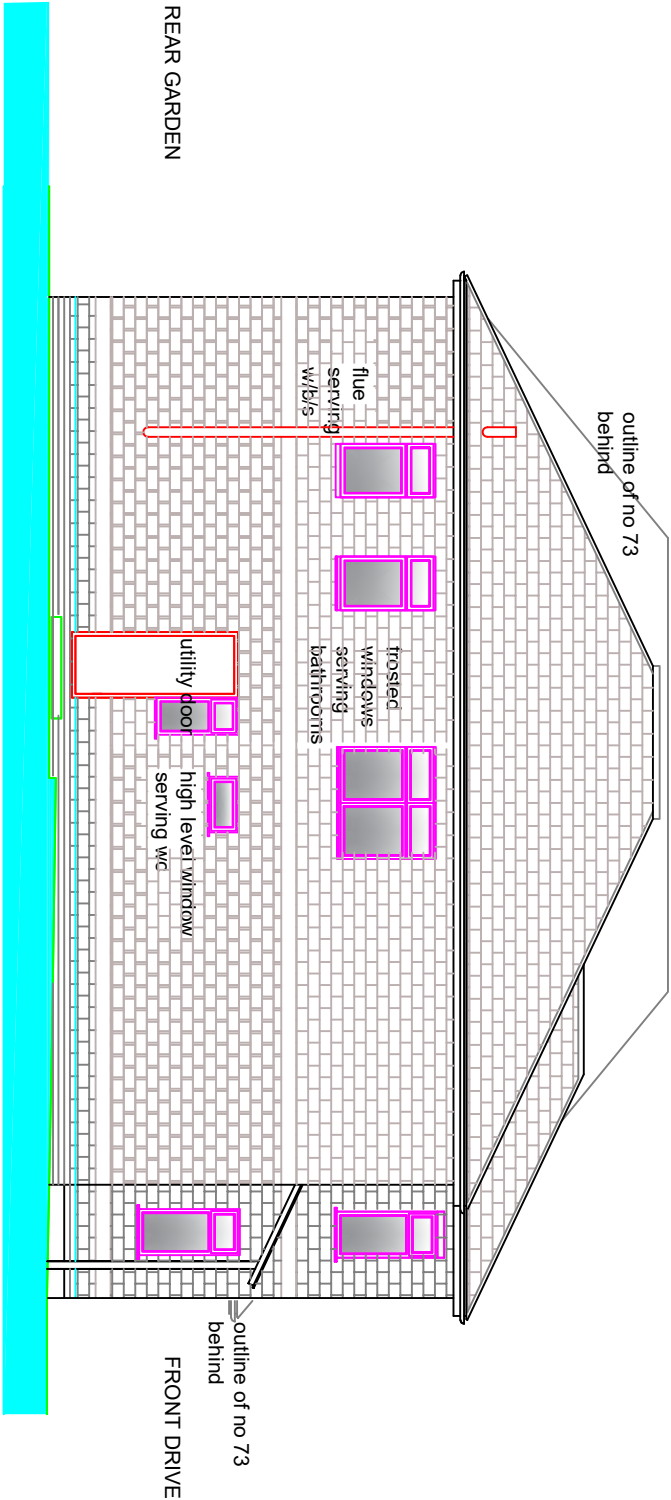 outline of no 73
behind
flue
serving
w/b/s
frosted
windows
serving
bathrooms
utility door
high level window
serving wc
REAR GARDEN
outline of no 73
behind
FRONT DRIVE